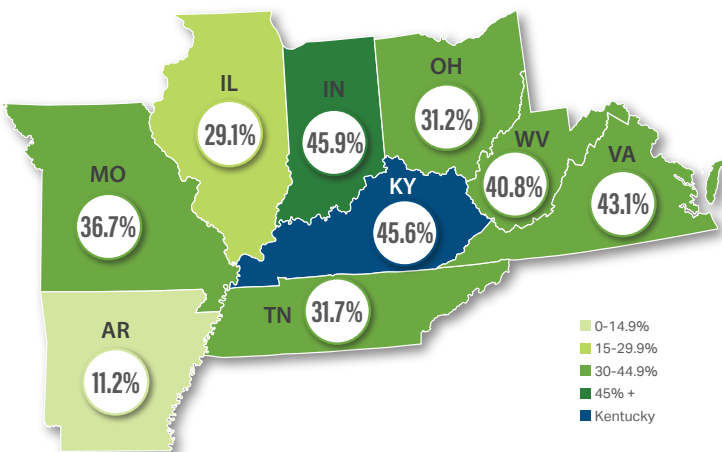 IL
29.1%
IN
45.9%
OH
31.2%
WV
40.8%
VA
43.1%
MO
36.7%
KY
45.6%
TN
31.7%
AR
11.2%
0-14.9%
15-29.9%
30-44.9%
45% +
Kentucky